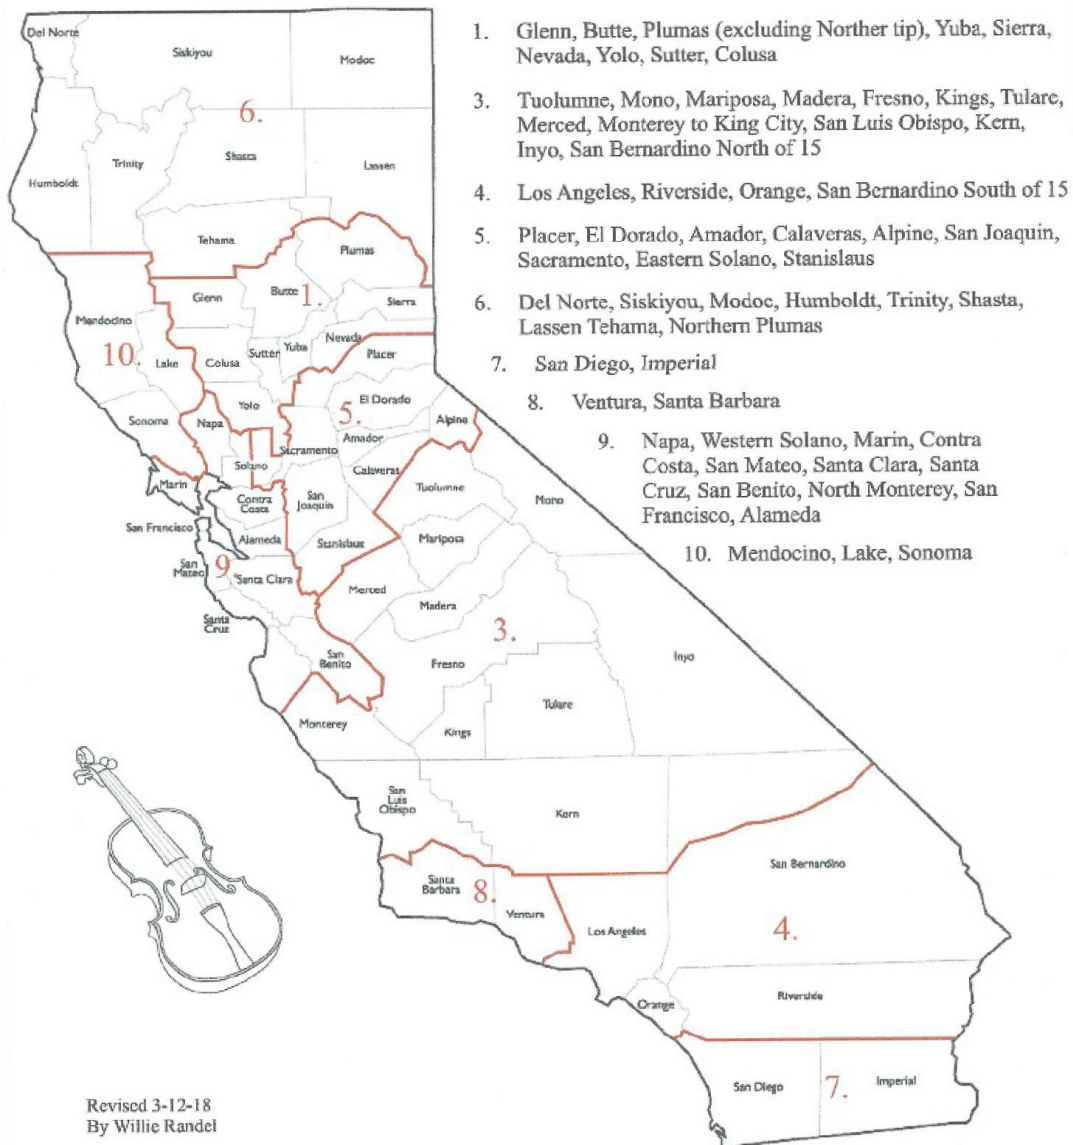 1. Glenn, Butte, Plumas (excluding Norther tip), Yuba, Sierra,
Nevada, Yolo, Sutter, Colusa
3. Tuolumne, Mono, Mariposa, Madera, Fresno, Kings, Tulare,
Merced, Monterey to King City, San Luis Obispo, Kern,
Inyo, San Bernardino North of 15
4. Los Angeles, Riverside, Orange, San Bernardino South of 15
5. Placer, El Dorado, Amador, Calaveras, Alpine, San Joaquin,
Sacramento, Eastern Solano, Stanislaus
6. Del Norte, Siskiyou, Modoc, Humboldt, Trinity, Shasta,
Lassen Tehama, Northern Plumas
7. San Diego, Imperial
8. Ventura, Santa Barbara
9. Napa, Western Solano, Marin, Contra
Costa, San Mateo, Santa Clara, Santa
Cruz, San Benito, North Monterey, San
Francisco, Alameda
10. Mendocino, Lake, Sonoma
Del Norte
Siskiyou
Modoc
6.
Shasta
Trinity
Lassen
Humboldt
Tehama
Plumas
Butte
1.
Glenn
Sierra
Mendocino
10.
Lake
Colusa
Sutter
Yuba
Nevada
Placer
Yolo
El Dorado
5.
Sonoma
Napa
Alpine
Amador
Sacramento
Solano
Calaveras
Marin
Contra
Costa
San
Joaquin
Tuolumne
Mono
San Francisco
Alameda
Stanislaus
Mariposa
San
Mateo
9.
Santa Clara
Merced
Madera
3.
Santa
Cruz
San
Benito
Fresno
Inyo
Tulare
Monterey
Kings
San
Luis
Obispo
Kern
San Bernardino
Santa
Barbara
8.
Ventura
Los Angeles
4.
Orange
Riverside
San Diego
7.
Imperial
Revised 3-12-18
By Willie Randel